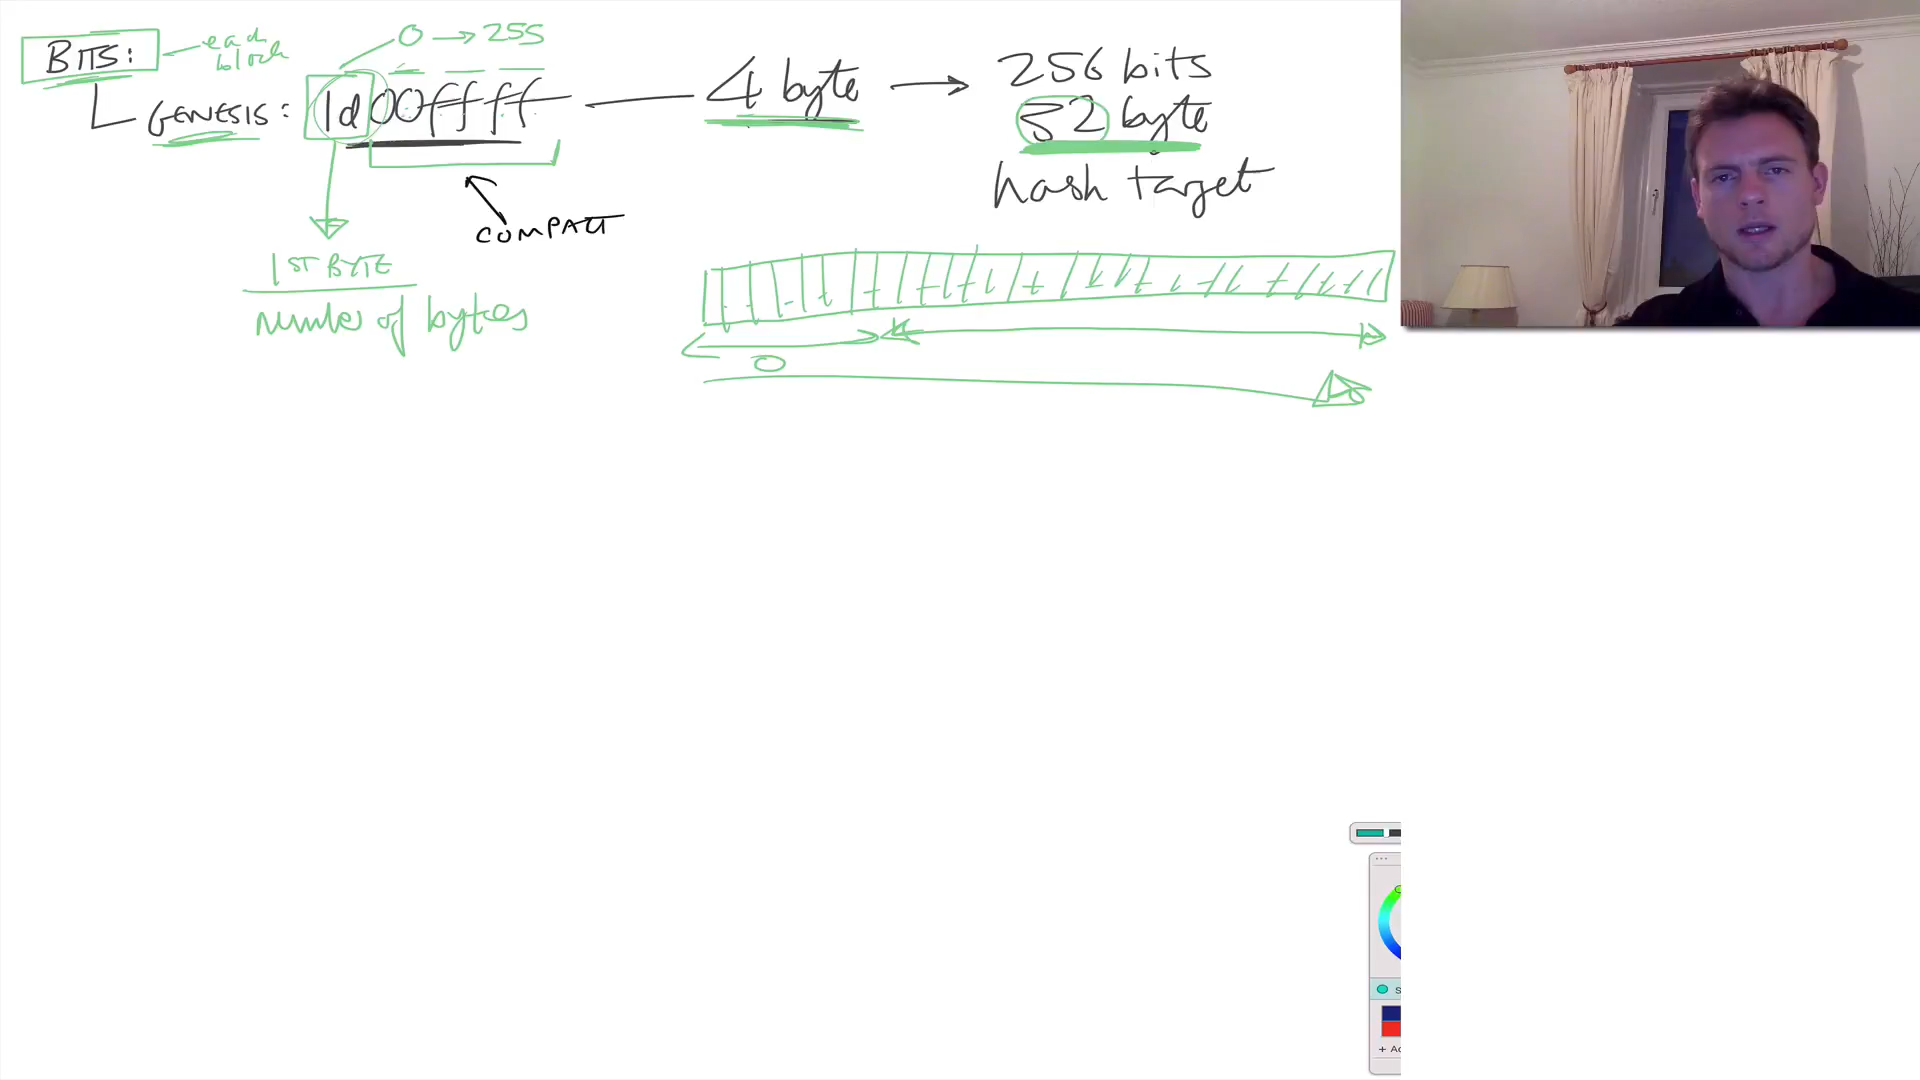 BITS:
each
block
0 → 255
GENESIS: 1d00ffff
4 byte →
256 bits
32 byte
hash target
COMPACT
1ST BYTE
number of bytes
0